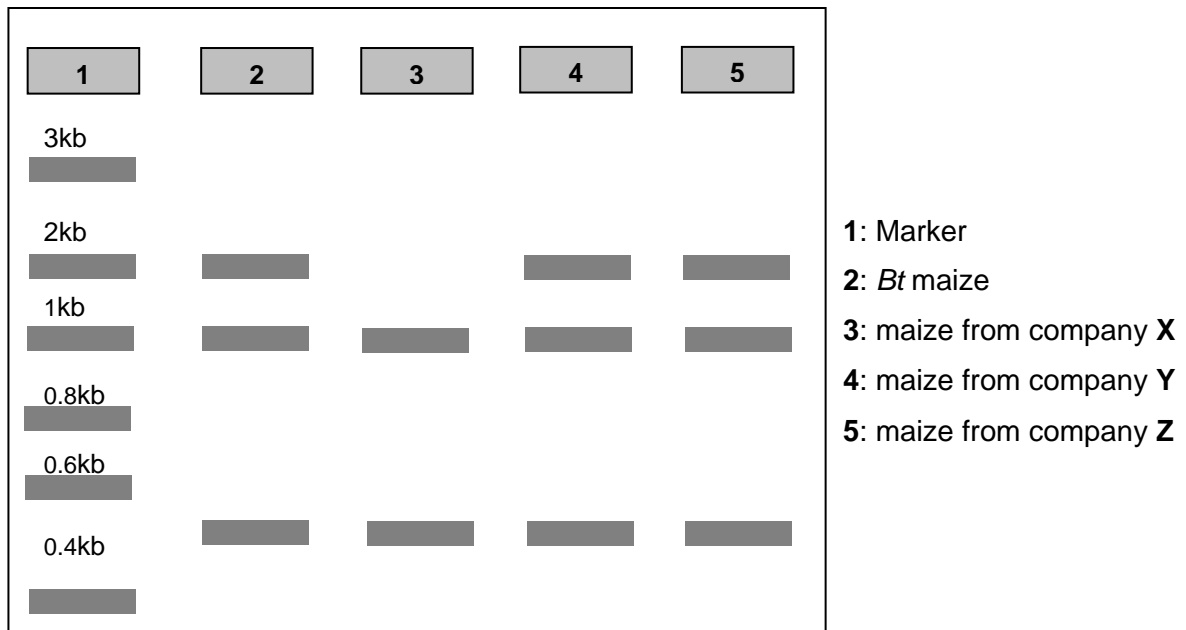 1 2 3 4 5
3kb
2kb
1kb
0.8kb
0.6kb
0.4kb
1: Marker
2: Bt maize
3: maize from company X
4: maize from company Y
5: maize from company Z